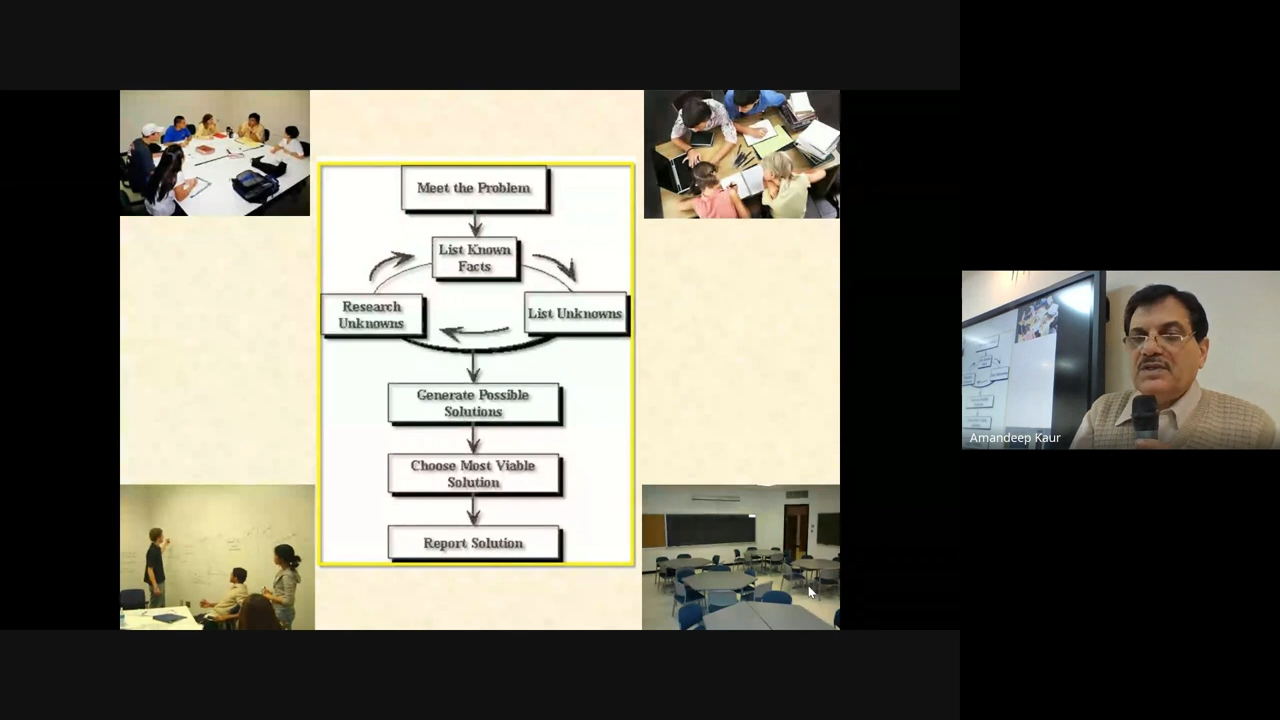 Meet the Problem
List Known
Facts
Research
Unknowns
List Unknowns
Generate Possible
Solutions
Choose Most Viable
Solution
Report Solution
Amandeep Kaur